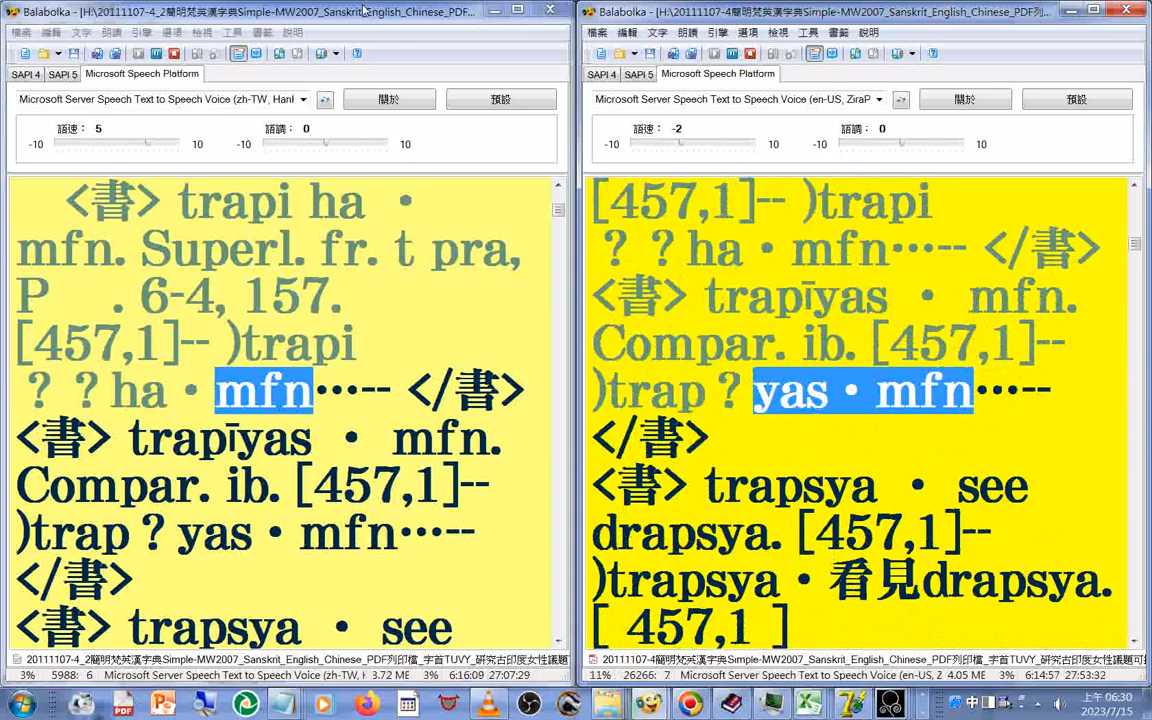 Balabolka - [H:\20111107-4_2簡明梵英漢字典Simple-MW2007_Sanskrit_English_Chinese_PDF...]
檔案 編輯 文字 朗讀 引擎 選項 檢視 工具 書籤 說明
SAPI 4 SAPI 5 Microsoft Speech Platform
Microsoft Server Speech Text to Speech Voice (zh-TW, Hanl
關於 預設
語速： 5 語調： 0
-10 10 -10 10
<書> trapi ha •
mfn. Superl. fr. t pra,
P . 6-4, 157.
[457,1]-- )trapi
? ? ha • mfn…-- </書>
<書> trapīyas • mfn.
Compar. ib. [457,1]--
)trap ? yas • mfn…--
</書>
<書> trapsya • see
20111107-4_2簡明梵英漢字典Simple-MW2007_Sanskrit_English_Chinese_PDF列印檔_字首TUVY_研究古印度女性議題
3% 5988: 6 Microsoft Server Speech Text to Speech Voice (zh-TW, H 3.72 ME 3% 6:16:09 27:07:29
Balabolka - [H:\20111107-4簡明梵英漢字典Simple-MW2007_Sanskrit_English_Chinese_PDF列...]
檔案 編輯 文字 朗讀 引擎 選項 檢視 工具 書籤 說明
SAPI 4 SAPI 5 Microsoft Speech Platform
Microsoft Server Speech Text to Speech Voice (en-US, ZiraP
關於 預設
語速： -2 語調： 0
-10 10 -10 10
[457,1]-- )trapi
? ? ha • mfn…-- </書>
<書> trapīyas • mfn.
Compar. ib. [457,1]--
)trap ? yas • mfn…--
</書>
<書> trapsya • see
drapsya. [457,1]--
)trapsya • 看見drapsya.
[ 457,1 ]
20111107-4簡明梵英漢字典Simple-MW2007_Sanskrit_English_Chinese_PDF列印檔_字首TUVY_研究古印度女性議題可
11% 26266: 7 Microsoft Server Speech Text to Speech Voice (en-US, Z 4.05 ME 3% 6:14:57 27:53:32
中
上午 06:30
2023/7/15